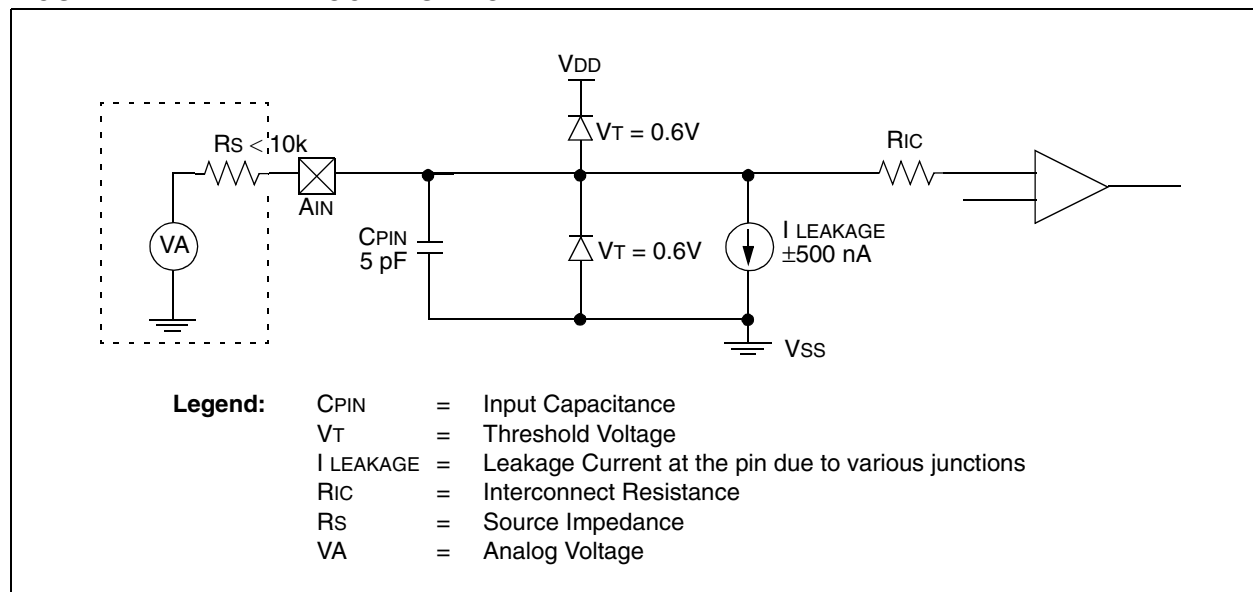 VDD
VT = 0.6V
RS < 10k
RIC
AIN
VA
CPIN
5 pF
VT = 0.6V
I LEAKAGE
±500 nA
VSS
Legend: CPIN = Input Capacitance
VT = Threshold Voltage
I LEAKAGE = Leakage Current at the pin due to various junctions
RIC = Interconnect Resistance
RS = Source Impedance
VA = Analog Voltage